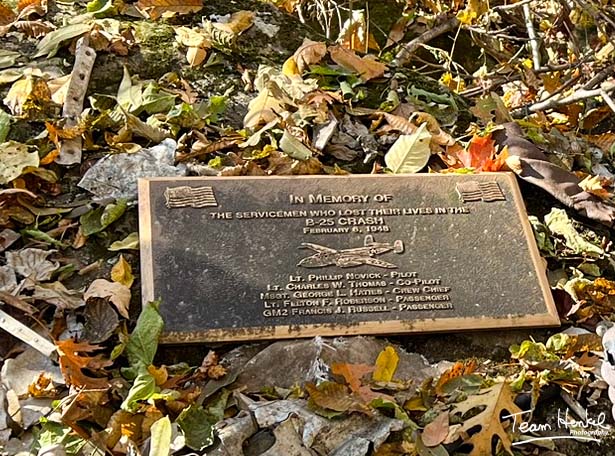 IN MEMORY OF
THE SERVICEMEN WHO LOST THEIR LIVES IN THE
B-25 CRASH
FEBRUARY 6, 1948
LT. PHILLIP NOVICK - PILOT
LT. CHARLES W. THOMAS - CO-PILOT
MSGT. GEORGE L. HATES - CREW CHIEF
LT. FELTON F. ROBERSON - PASSENGER
GM2 FRANCIS J. RUSSELL - PASSENGER
Team Henkel
Photography